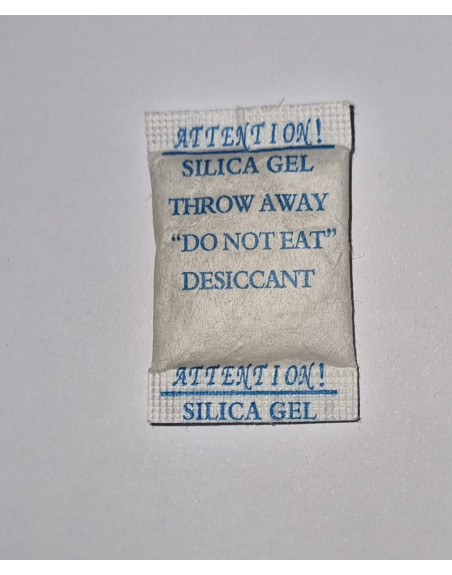 ATTENTION!
SILICA GEL
THROW AWAY
“DO NOT EAT”
DESICCANT
ATTENTION!
SILICA GEL